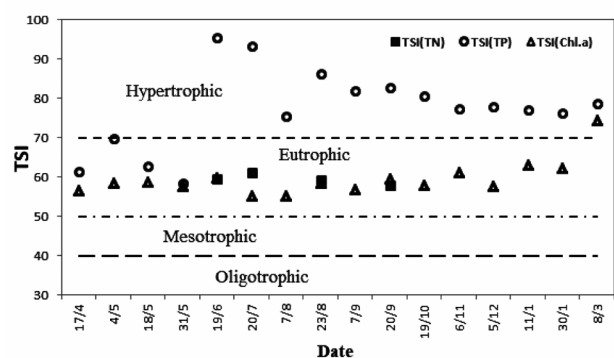 100
90
80
70
60
50
40
30
TSI
TSI(TN) TSI(TP) TSI(Chl.a)
Hypertrophic
Eutrophic
Mesotrophic
Oligotrophic
17/4 4/5 18/5 31/5 19/6 20/7 7/8 23/8 7/9 20/9 19/10 6/11 5/12 11/1 30/1 8/3
Date